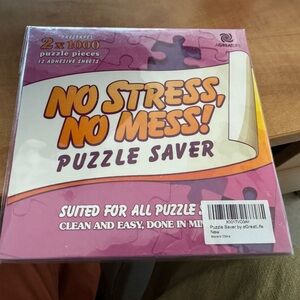 2 x 1000
puzzle pieces
12 ADHESIVE SHEETS
NO STRESS,
NO MESS!
PUZZLE SAVER
SUITED FOR ALL PUZZLE
CLEAN AND EASY, DONE IN
Puzzle Saver by aGreatLife
New